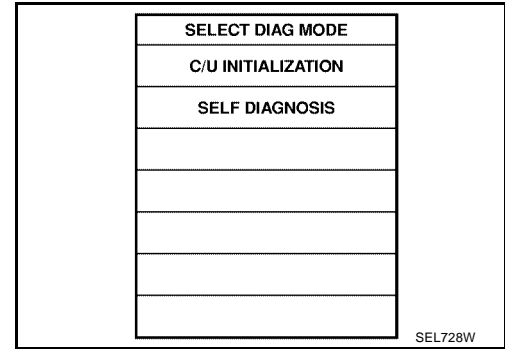 SELECT DIAG MODE
C/U INITIALIZATION
SELF DIAGNOSIS
SEL728W